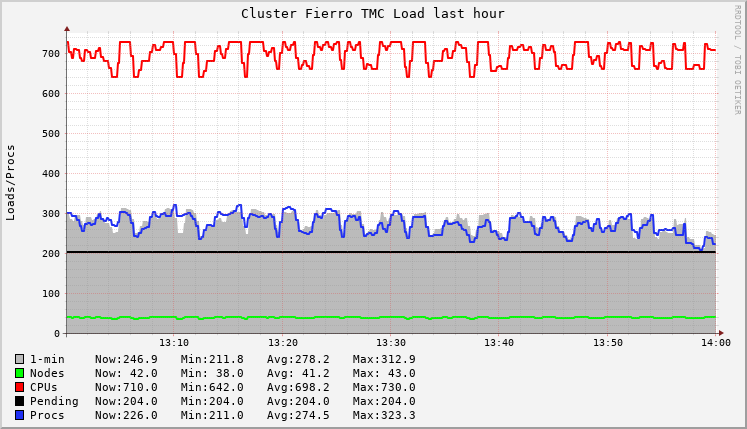 Cluster Fierro TMC Load last hour
RRDTOOL / TOBI OETIKER
Loads/Procs
700
600
500
400
300
200
100
0
13:10 13:20 13:30 13:40 13:50 14:00
1-min Now:246.9 Min:211.8 Avg:278.2 Max:312.9
Nodes Now: 42.0 Min: 38.0 Avg: 41.2 Max: 43.0
CPUs Now:710.0 Min:642.0 Avg:698.2 Max:730.0
Pending Now:204.0 Min:204.0 Avg:204.0 Max:204.0
Procs Now:226.0 Min:211.0 Avg:274.5 Max:323.3